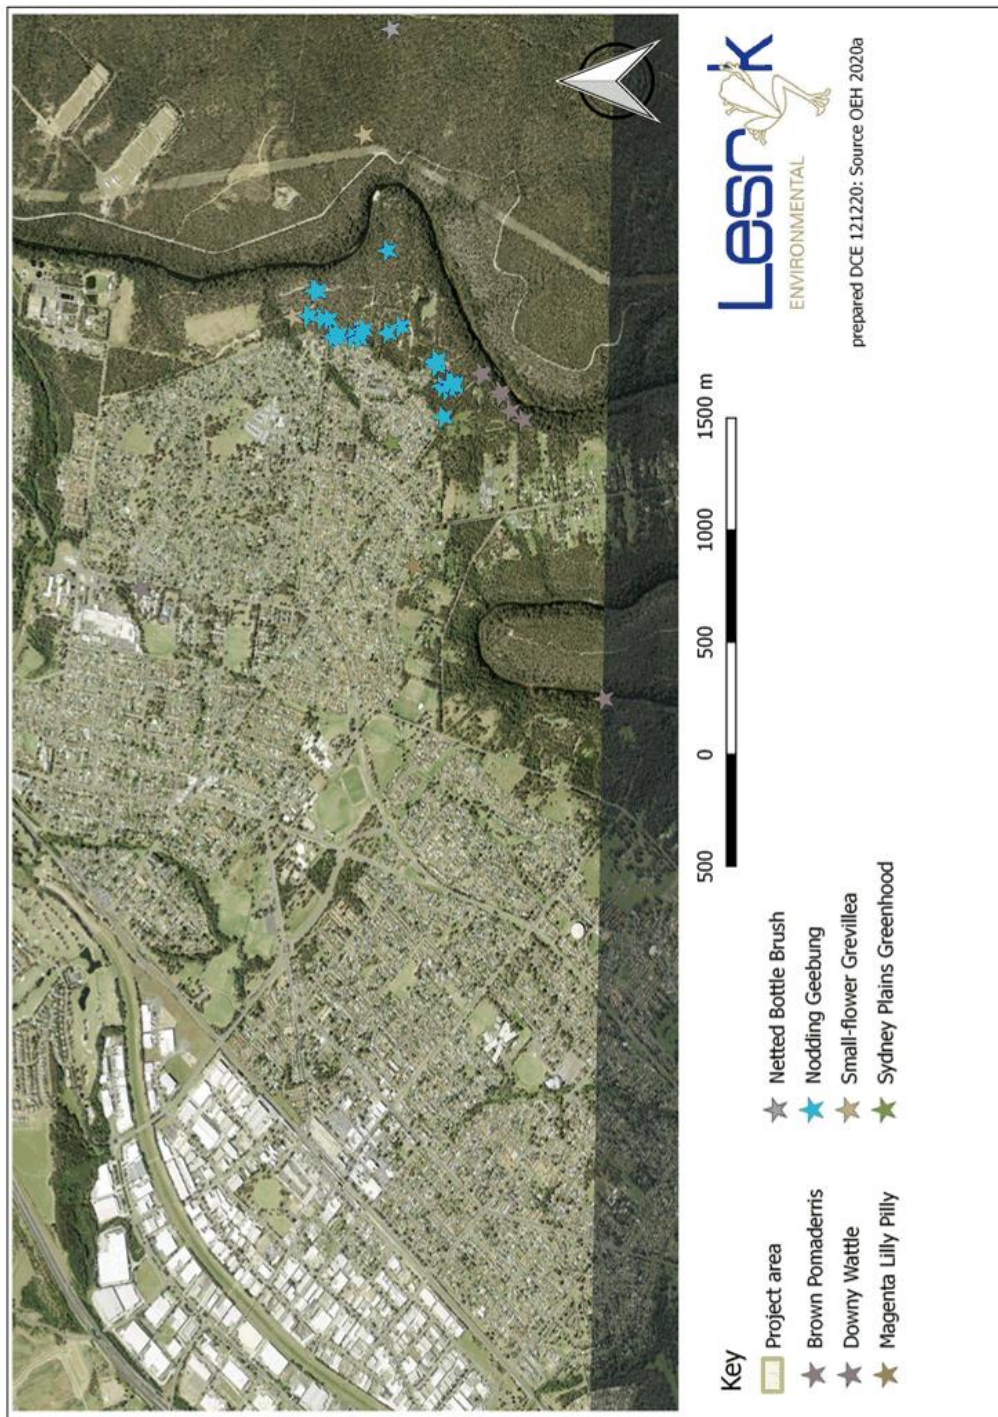 Key
Project area
Brown Pomaderris
Downy Wattle
Magenta Lilly Pilly
Netted Bottle Brush
Nodding Geebung
Small-flower Grevillea
Sydney Plains Greenhood
500 0 500 1000 1500 m
Lesryk
ENVIRONMENTAL
prepared DCE 121220: Source OEH 2020a